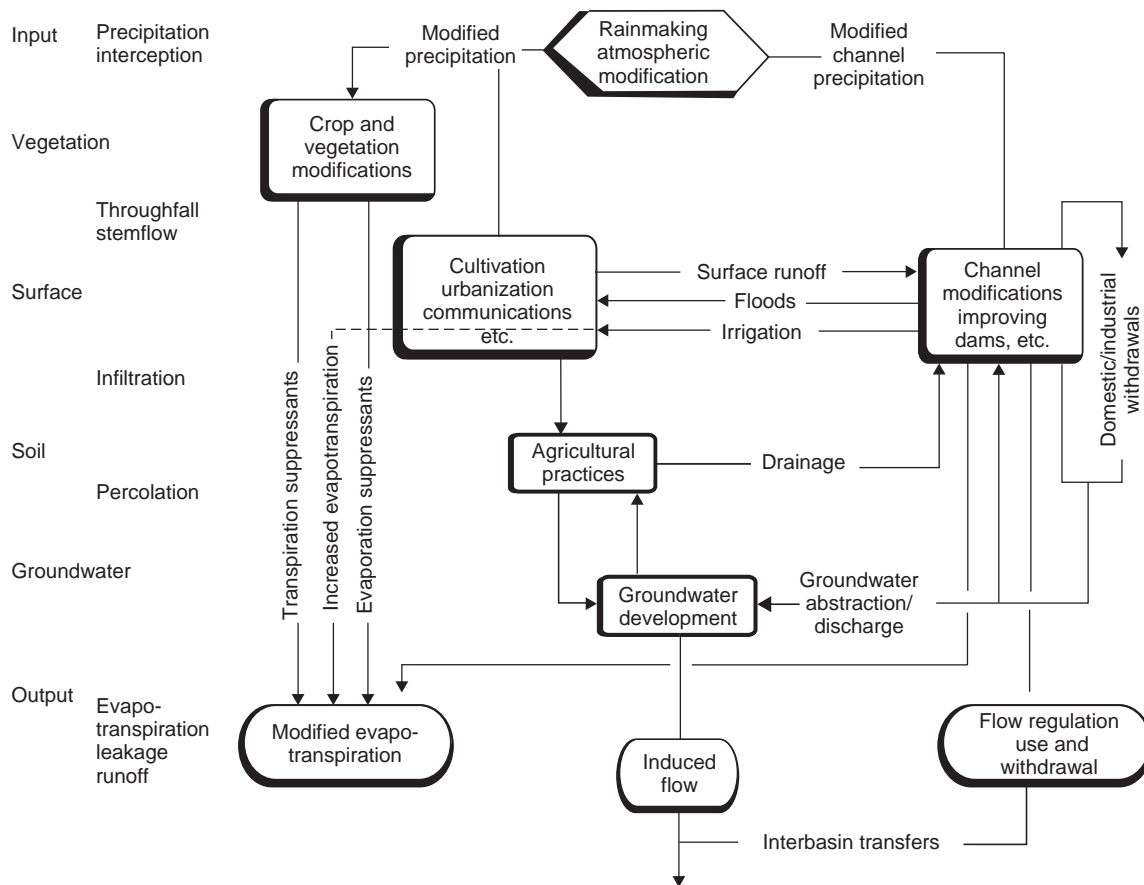 Input
Precipitation
interception
Modified
precipitation
Rainmaking
atmospheric
modification
Modified
channel
precipitation
Vegetation
Crop and
vegetation
modifications
Throughfall
stemflow
Surface
Cultivation
urbanization
communications
etc.
Surface runoff
Floods
Irrigation
Channel
modifications
improving
dams, etc.
Domestic/industrial
withdrawals
Infiltration
Soil
Percolation
Agricultural
practices
Drainage
Transpiration suppressants
Increased evapotranspiration
Evaporation suppressants
Groundwater
Groundwater
development
Groundwater
abstraction/
discharge
Output
Evapo-
transpiration
leakage
runoff
Modified evapo-
transpiration
Induced
flow
Flow regulation
use and
withdrawal
Interbasin transfers